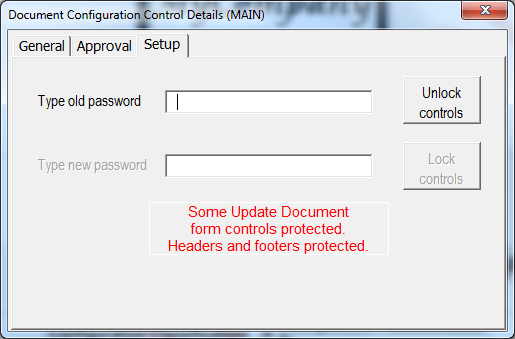 Document Configuration Control Details (MAIN)
General Approval Setup
Type old password
Unlock
controls
Type new password
Lock
controls
Some Update Document
form controls protected.
Headers and footers protected.